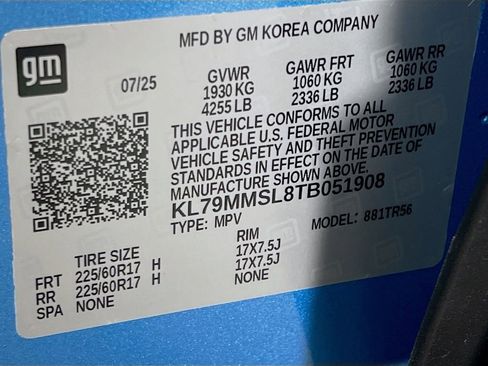 MFD BY GM KOREA COMPANY
gm
07/25
GVWR GAWR FRT GAWR RR
1930 KG 1060 KG 1060 KG
4255 LB 2336 LB 2336 LB
THIS VEHICLE CONFORMS TO ALL
APPLICABLE U.S. FEDERAL MOTOR
VEHICLE SAFETY AND THEFT PREVENTION
STANDARDS IN EFFECT ON THE DATE OF
MANUFACTURE SHOWN ABOVE.
KL79MMSL8TB051908
TYPE: MPV MODEL: 881TR56
TIRE SIZE RIM
FRT 225/60R17 H 17X7.5J
RR 225/60R17 H 17X7.5J
SPA NONE NONE